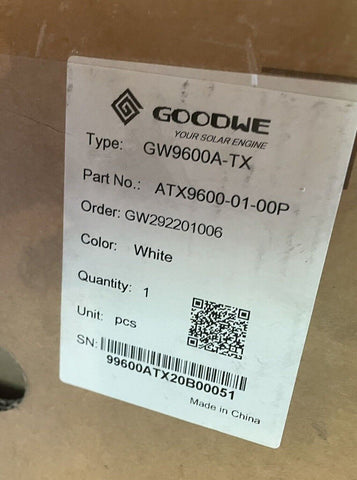 GOODWE
YOUR SOLAR ENGINE
Type: GW9600A-TX
Part No.: ATX9600-01-00P
Order: GW292201006
Color: White
Quantity: 1
Unit: pcs
SN:
99600ATX20B00051
Made in China